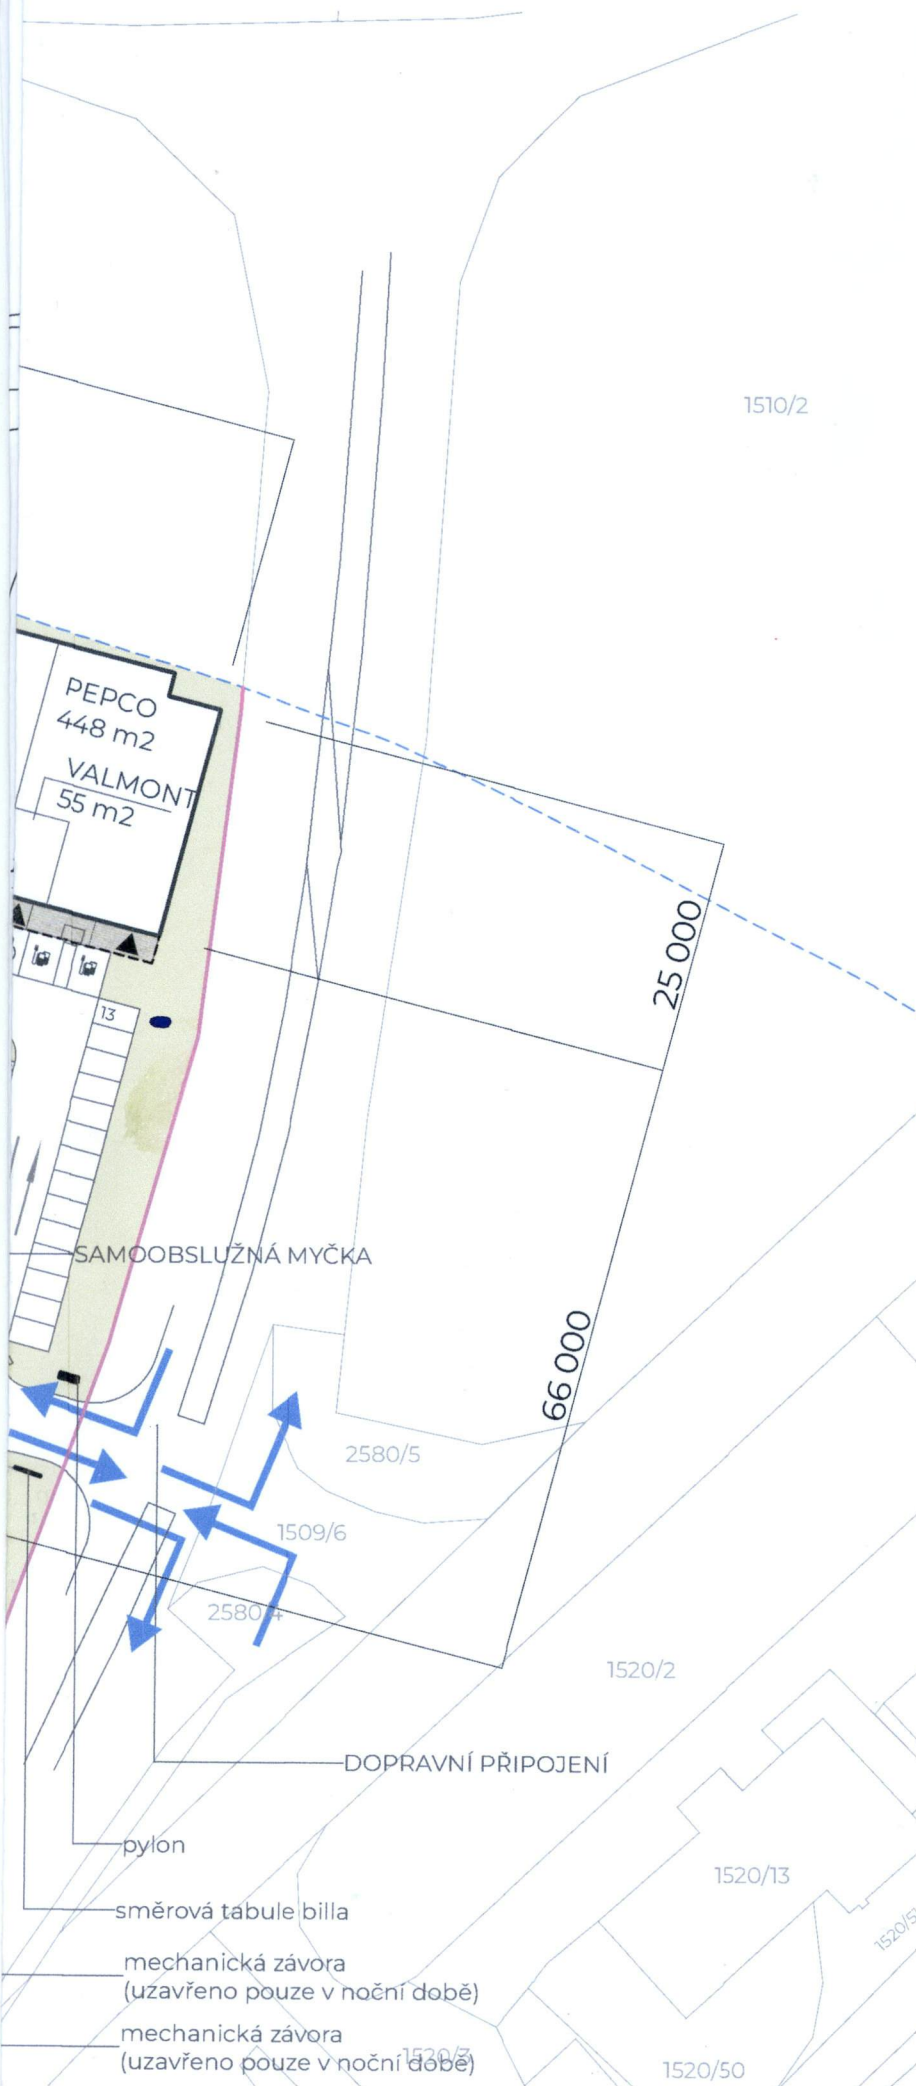 1510/2
PEPCO
448 m2
VALMONT
55 m2
25 000
13
SAMOOBSLUŽNÁ MYČKA
66 000
2580/5
1509/6
2580/4
1520/2
DOPRAVNÍ PŘIPOJENÍ
pylon
1520/13
směrová tabule billa
mechanická závora
(uzavřeno pouze v noční době)
mechanická závora
(uzavřeno pouze v noční době)
1520/3
1520/50